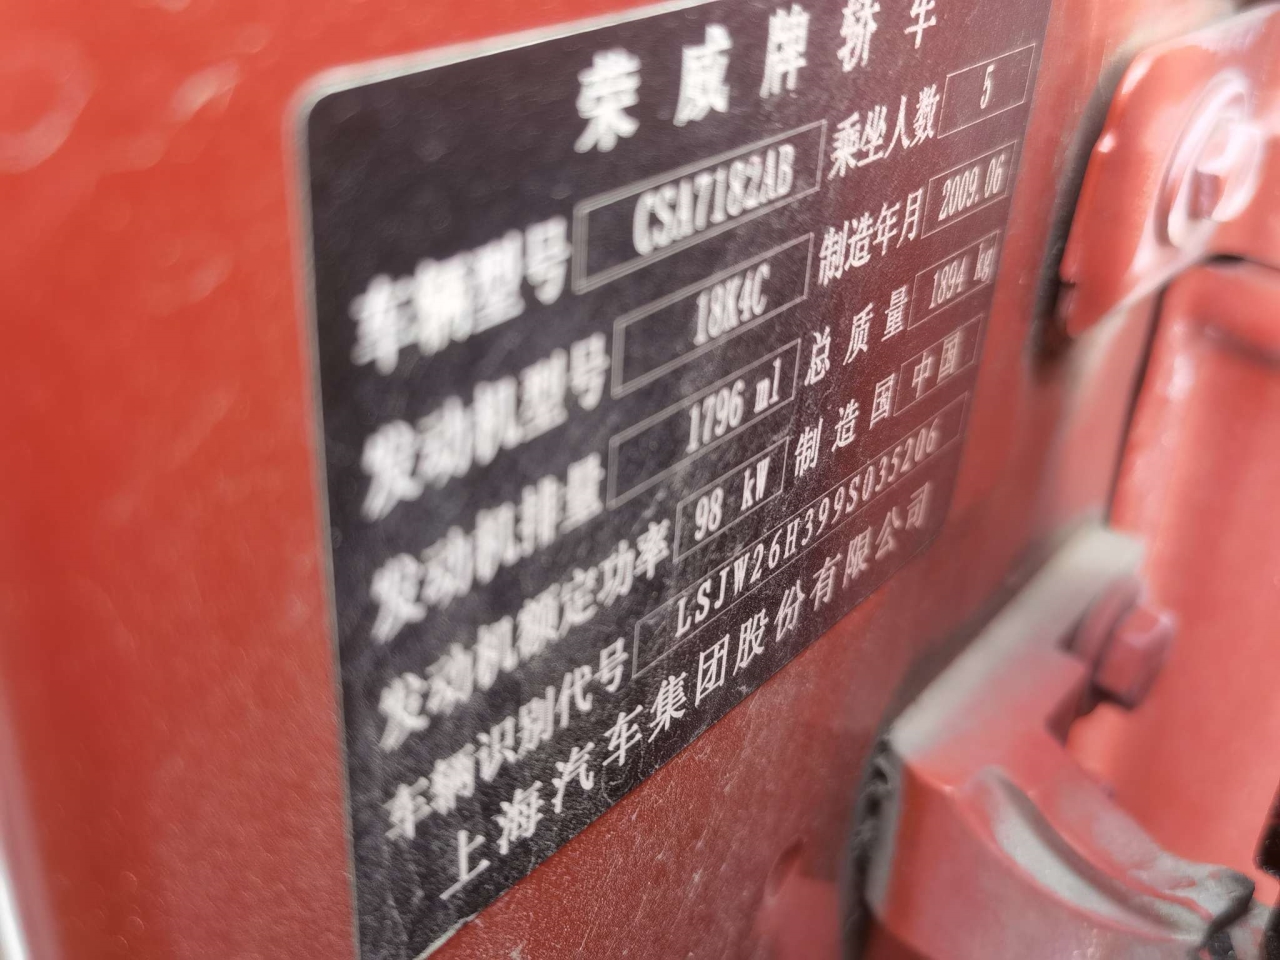 荣威牌轿车
车辆型号 CSA7182AB 乘坐人数 5
发动机型号 18K4C 制造年月 2009.06
发动机排量 1796 ml 总质量 1894 kg
发动机额定功率 98 kW 制造国 中国
车辆识别代号 LSJW26H399S035206
上海汽车集团股份有限公司